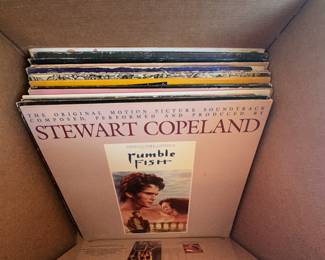 THE ORIGINAL MOTION PICTURE SOUNDTRACK
COMPOSED, PERFORMED AND PRODUCED BY
STEWART COPELAND
rumble
FISH